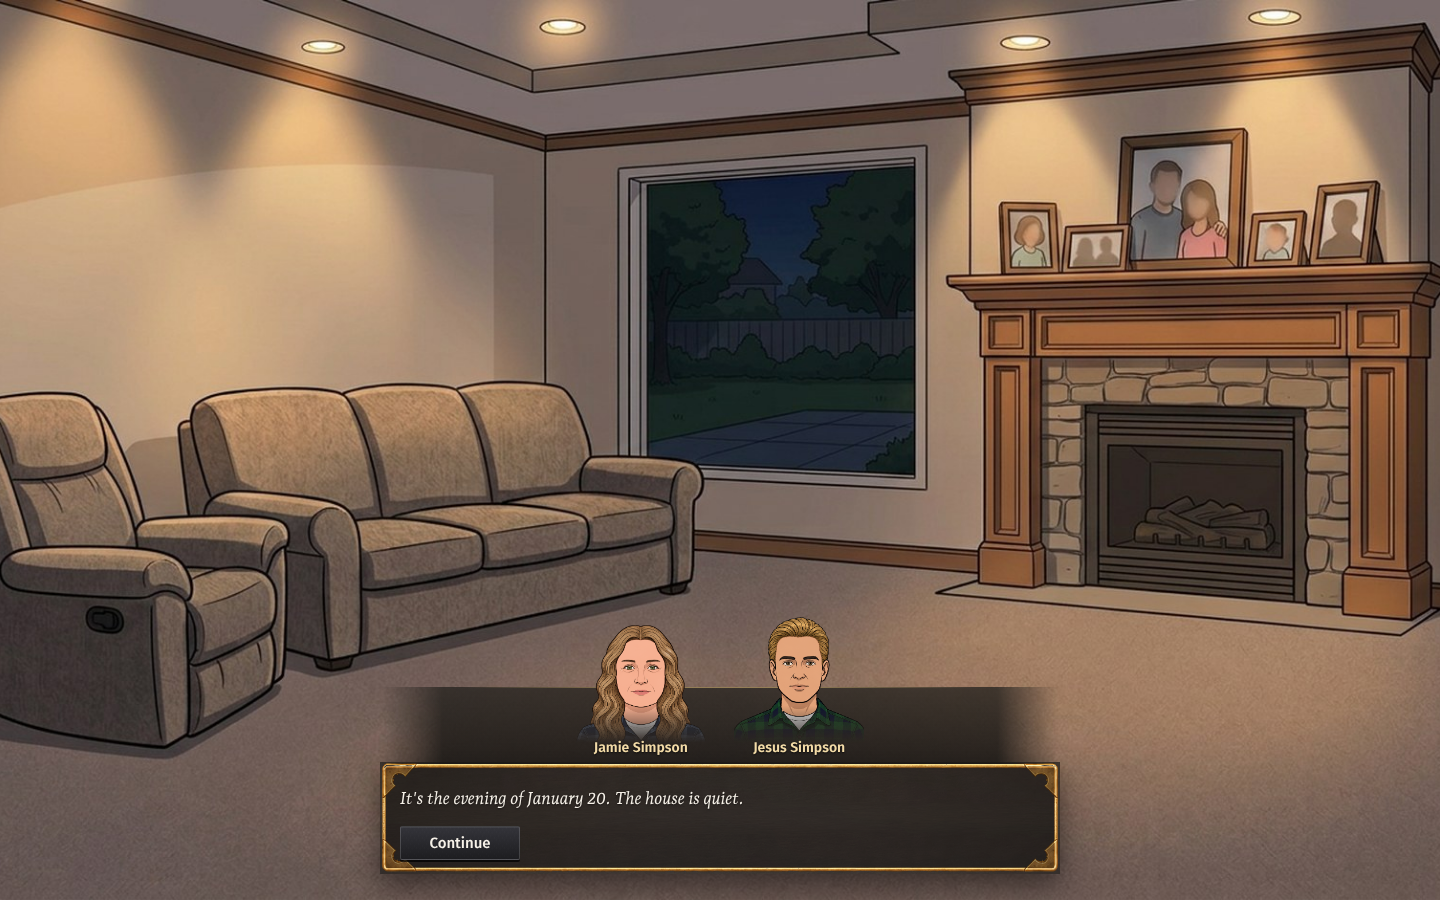 Jamie Simpson
Jesus Simpson
It's the evening of January 20. The house is quiet.
Continue